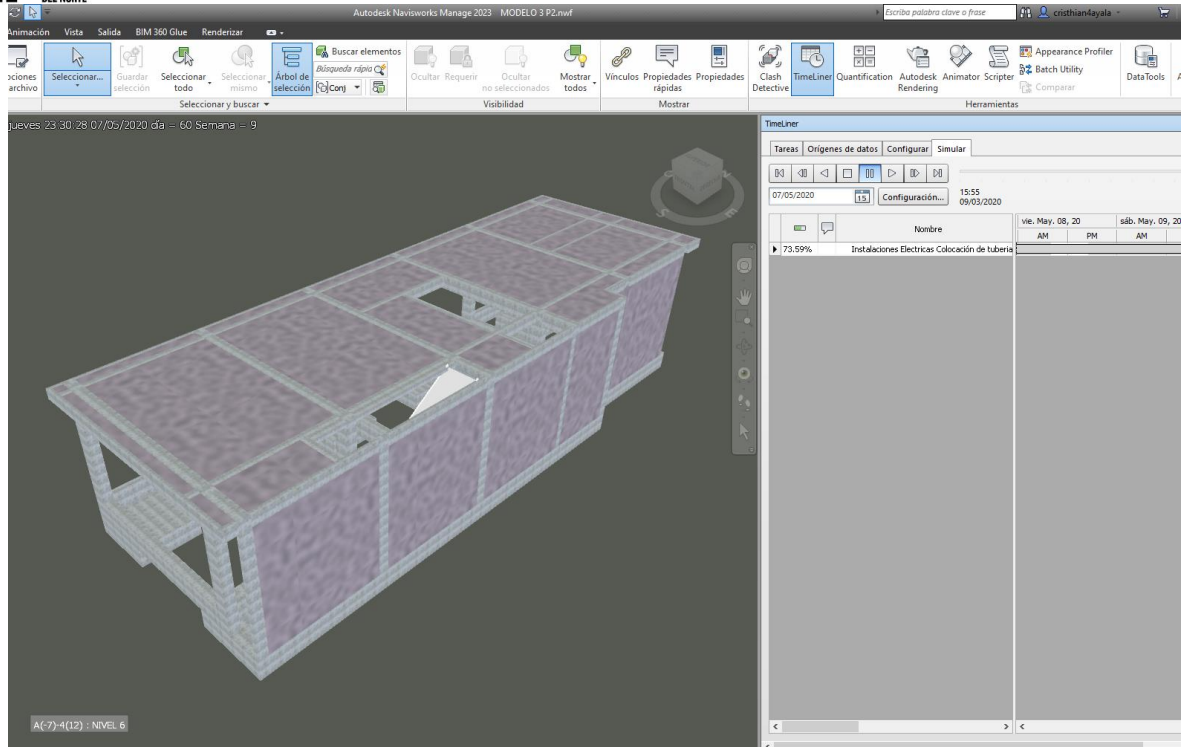 DEL NORTE
Autodesk Navisworks Manage 2023 MODELO 3 P2.nwf
Escriba palabra clave o frase
cristhian4ayala
Animación Vista Salida BIM 360 Glue Renderizar
Buscar elementos
Búsqueda rápia
Conj
Seleccionar...
Guardar selección
Seleccionar todo
Seleccionar mismo
Árbol de selección
Ocultar Requerir
Ocultar no seleccionados
Mostrar todos
Vínculos
Propiedades rápidas
Propiedades
Clash Detective
TimeLiner
Quantification
Autodesk Rendering
Animator
Scripter
Appearance Profiler
Batch Utility
Comparar
DataTools
archivo
Seleccionar y buscar
Visibilidad
Mostrar
Herramientas
jueves 23:30:28 07/05/2020 día = 60 Semana = 9
TimeLiner
Tareas Orígenes de datos Configurar Simular
07/05/2020
15
Configuración...
15:55
09/03/2020
Nombre
vie. May. 08, 20
sáb. May. 09, 20
AM PM AM
73.59% Instalaciones Electricas Colocación de tuberia
A(-7)-4(12) : NIVEL 6